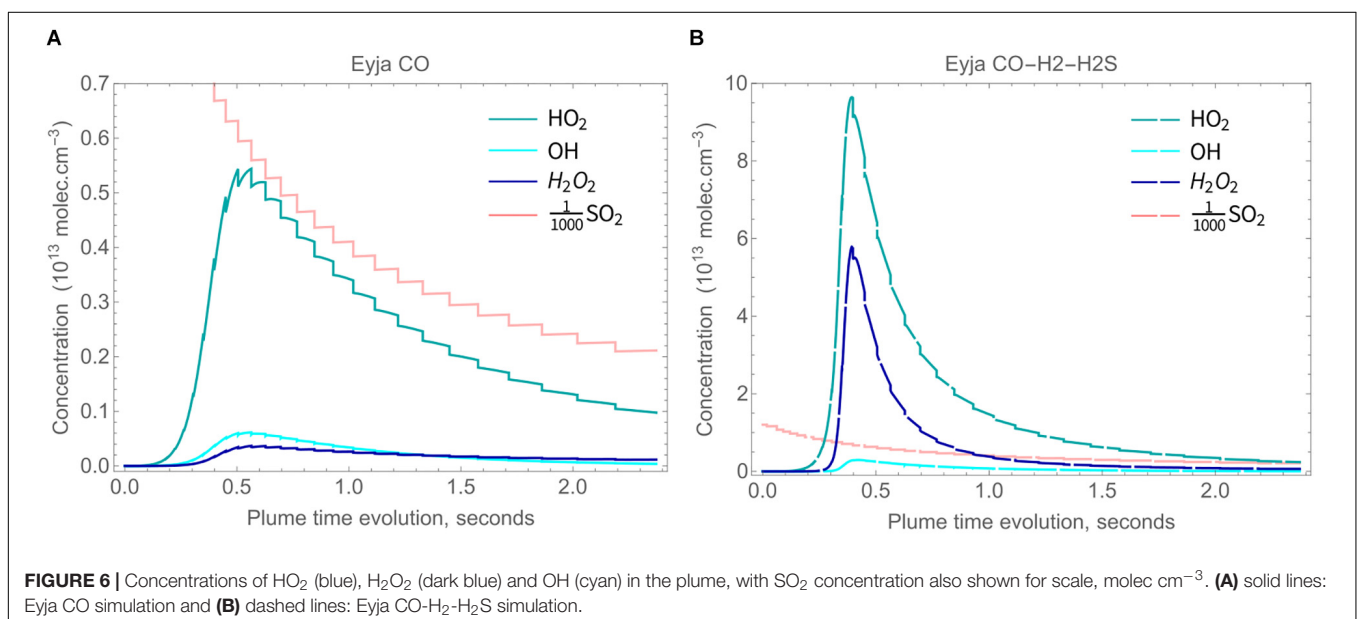 A
Eyja CO
0.7
0.6
0.5
0.4
0.3
0.2
0.1
0.0
Concentration (10¹³ molec.cm⁻³)
HO₂
OH
H₂O₂
1/1000 SO₂
0.0 0.5 1.0 1.5 2.0
Plume time evolution, seconds
B
Eyja CO–H2–H2S
10
8
6
4
2
0
Concentration (10¹³ molec.cm⁻³)
HO₂
OH
H₂O₂
1/1000 SO₂
0.0 0.5 1.0 1.5 2.0
Plume time evolution, seconds
FIGURE 6 | Concentrations of HO₂ (blue), H₂O₂ (dark blue) and OH (cyan) in the plume, with SO₂ concentration also shown for scale, molec cm⁻³. (A) solid lines:
Eyja CO simulation and (B) dashed lines: Eyja CO-H₂-H₂S simulation.